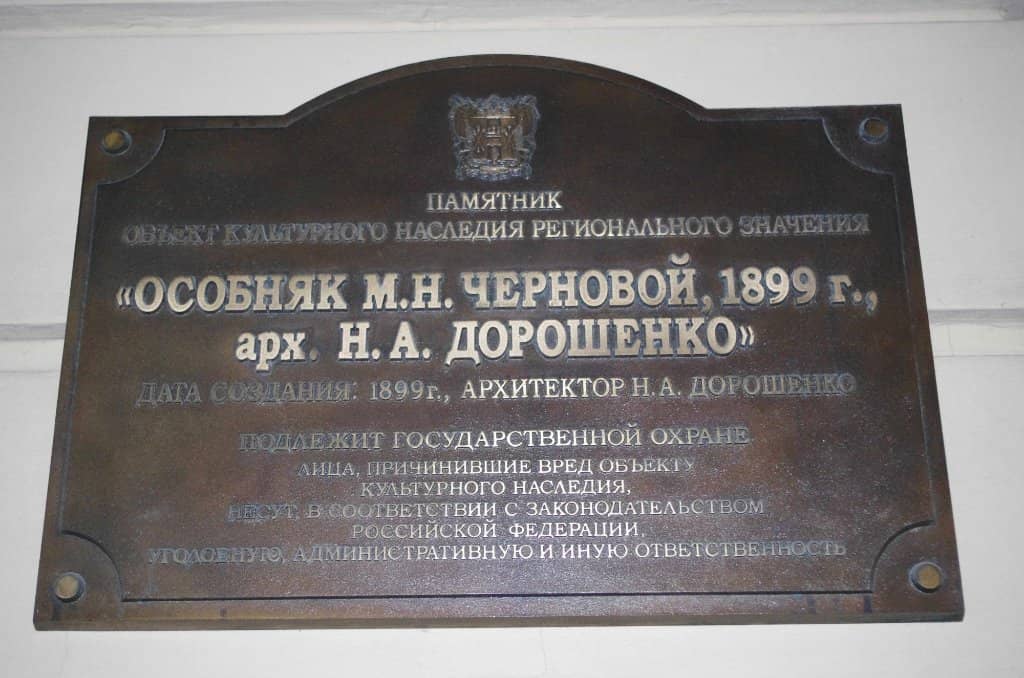 ПАМЯТНИК
ОБЪЕКТ КУЛЬТУРНОГО НАСЛЕДИЯ РЕГИОНАЛЬНОГО ЗНАЧЕНИЯ
«ОСОБНЯК М.Н. ЧЕРНОВОЙ, 1899 г.,
арх. Н. А. ДОРОШЕНКО»
ДАТА СОЗДАНИЯ: 1899г., АРХИТЕКТОР Н.А. ДОРОШЕНКО
ПОДЛЕЖИТ ГОСУДАРСТВЕННОЙ ОХРАНЕ
ЛИЦА, ПРИЧИНИВШИЕ ВРЕД ОБЪЕКТУ
КУЛЬТУРНОГО НАСЛЕДИЯ,
НЕСУТ, В СООТВЕТСТВИИ С ЗАКОНОДАТЕЛЬСТВОМ
РОССИЙСКОЙ ФЕДЕРАЦИИ,
УГОЛОВНУЮ, АДМИНИСТРАТИВНУЮ И ИНУЮ ОТВЕТСТВЕННОСТЬ